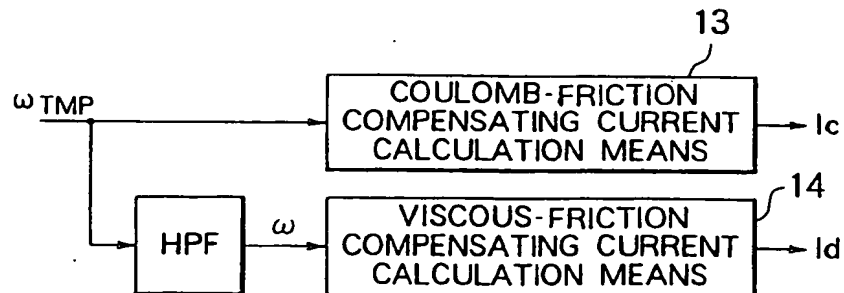 13
ωTMP
COULOMB-FRICTION
COMPENSATING CURRENT
CALCULATION MEANS
Ic
14
HPF
ω
VISCOUS-FRICTION
COMPENSATING CURRENT
CALCULATION MEANS
Id